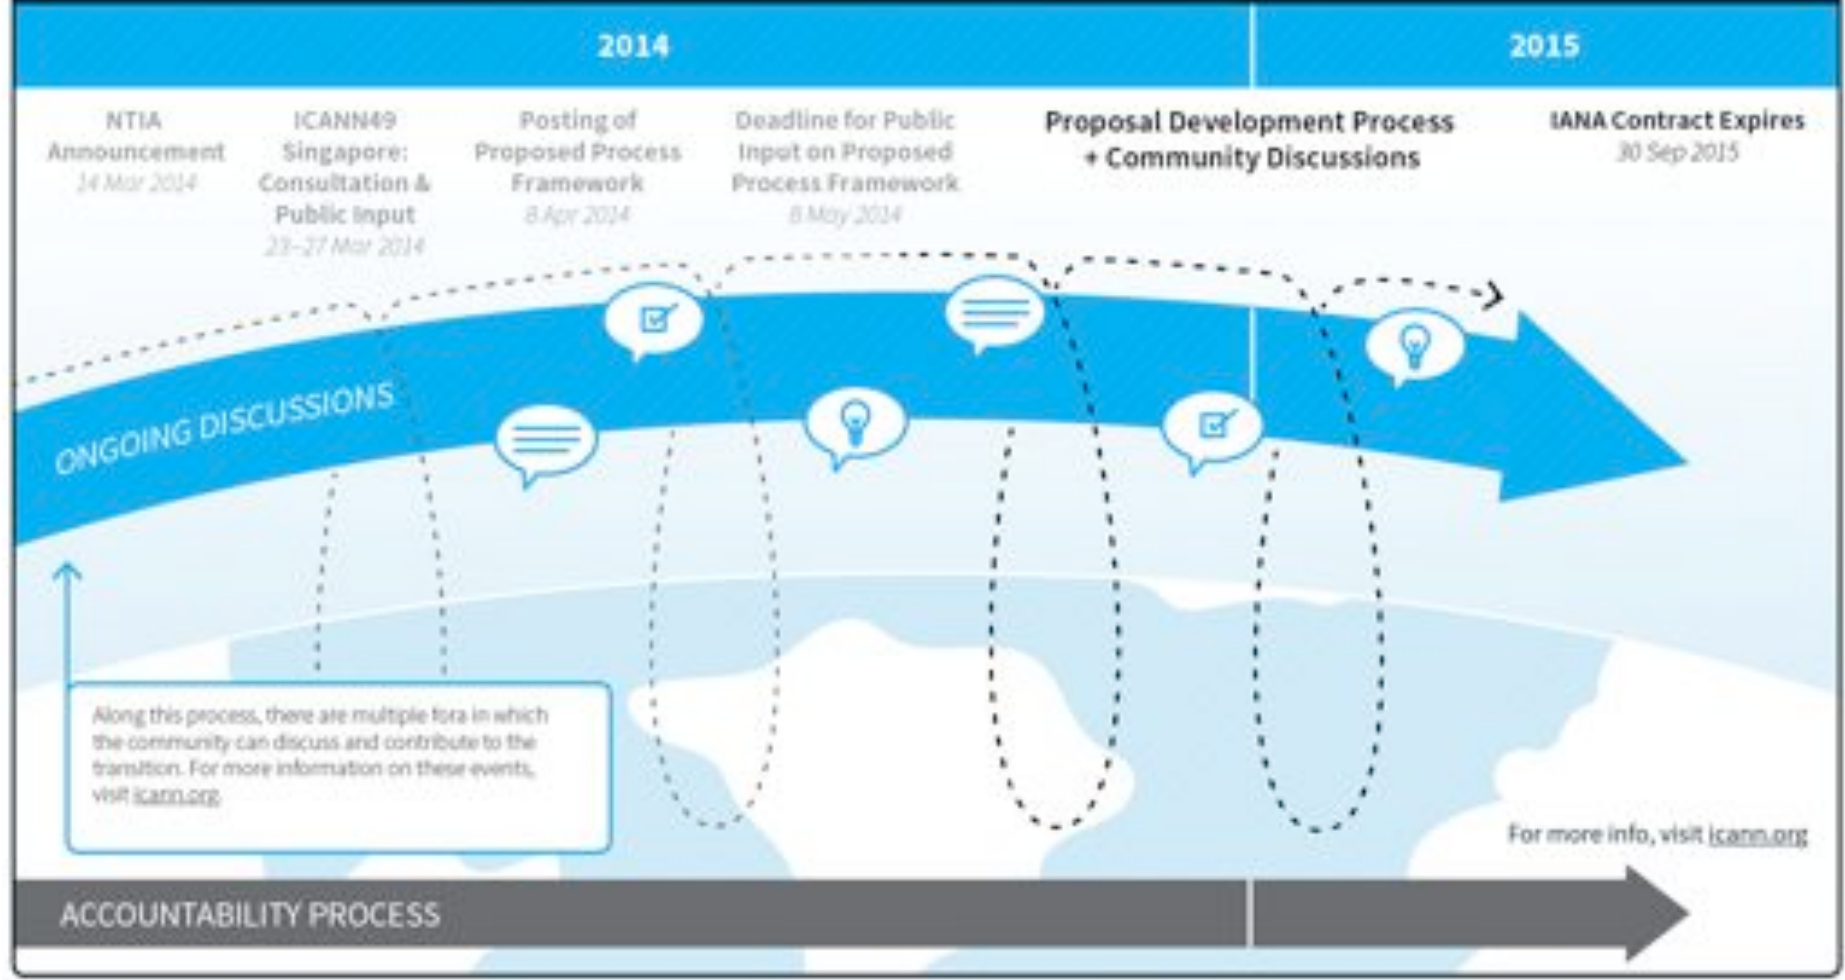 2014
2015
NTIA
Announcement
14 Mar 2014
ICANN49
Singapore:
Consultation &
Public Input
23–27 Mar 2014
Posting of
Proposed Process
Framework
8 Apr 2014
Deadline for Public
Input on Proposed
Process Framework
8 May 2014
Proposal Development Process
+ Community Discussions
IANA Contract Expires
30 Sep 2015
ONGOING DISCUSSIONS
Along this process, there are multiple fora in which
the community can discuss and contribute to the
transition. For more information on these events,
visit icann.org.
For more info, visit icann.org
ACCOUNTABILITY PROCESS